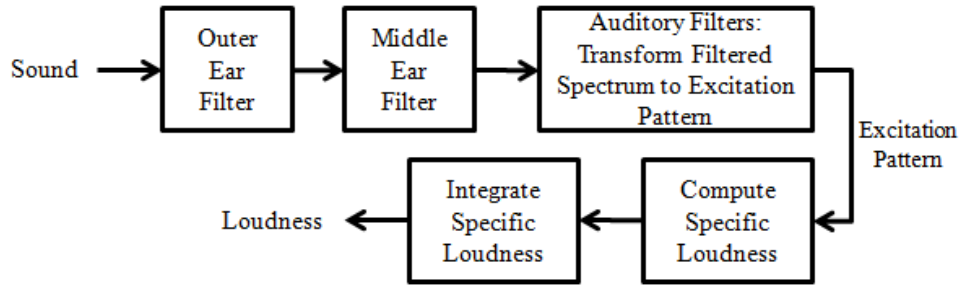 Sound
Outer
Ear
Filter
Middle
Ear
Filter
Auditory Filters:
Transform Filtered
Spectrum to Excitation
Pattern
Excitation
Pattern
Compute
Specific
Loudness
Integrate
Specific
Loudness
Loudness